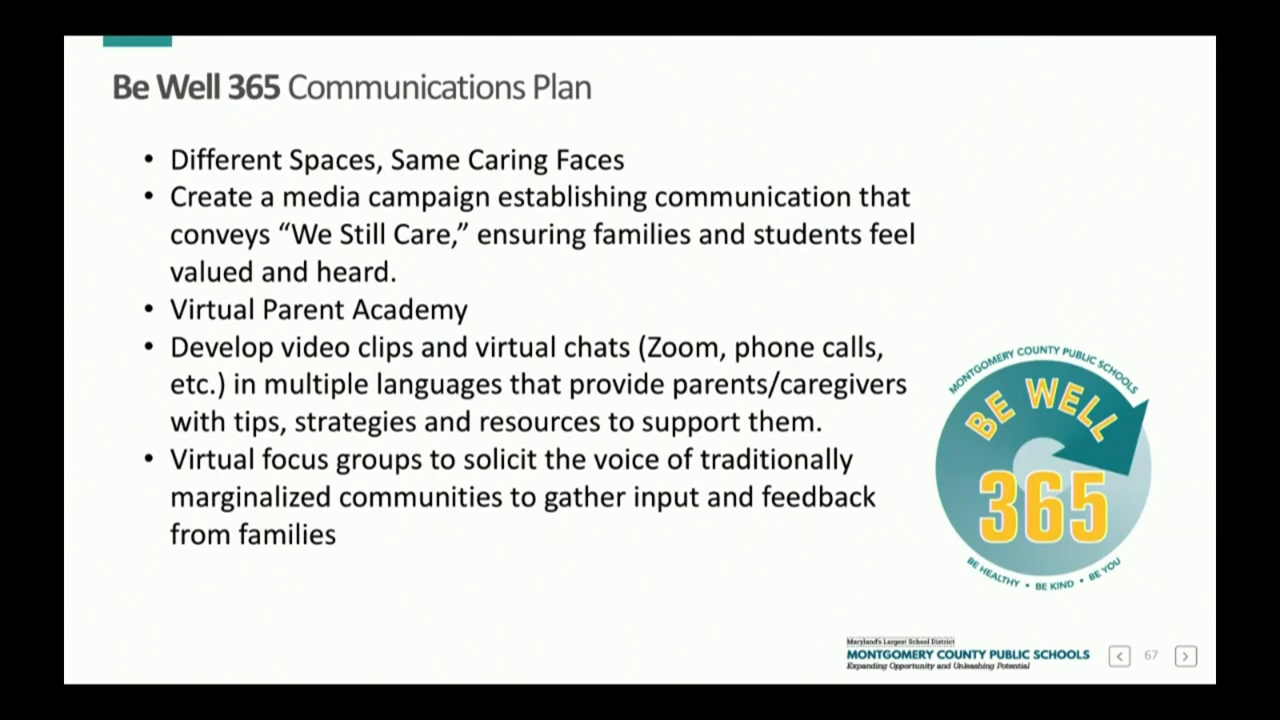 Be Well 365 Communications Plan
• Different Spaces, Same Caring Faces
• Create a media campaign establishing communication that
conveys “We Still Care,” ensuring families and students feel
valued and heard.
• Virtual Parent Academy
• Develop video clips and virtual chats (Zoom, phone calls,
etc.) in multiple languages that provide parents/caregivers
with tips, strategies and resources to support them.
• Virtual focus groups to solicit the voice of traditionally
marginalized communities to gather input and feedback
from families
MONTGOMERY COUNTY PUBLIC SCHOOLS
BE WELL
365
BE HEALTHY • BE KIND • BE YOU
Maryland's Largest School District
MONTGOMERY COUNTY PUBLIC SCHOOLS
Expanding Opportunity and Unleashing Potential
< 67 >